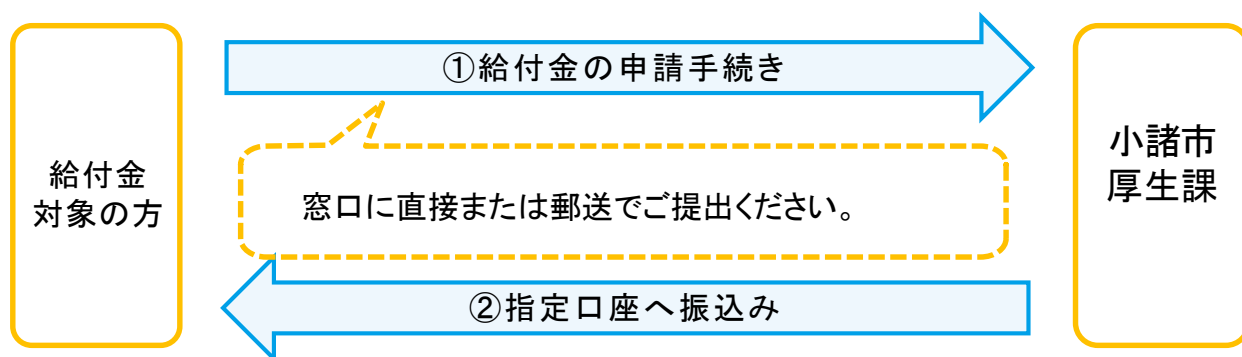 給付金
対象の方
①給付金の申請手続き
窓口に直接または郵送でご提出ください。
②指定口座へ振込み
小諸市
厚生課